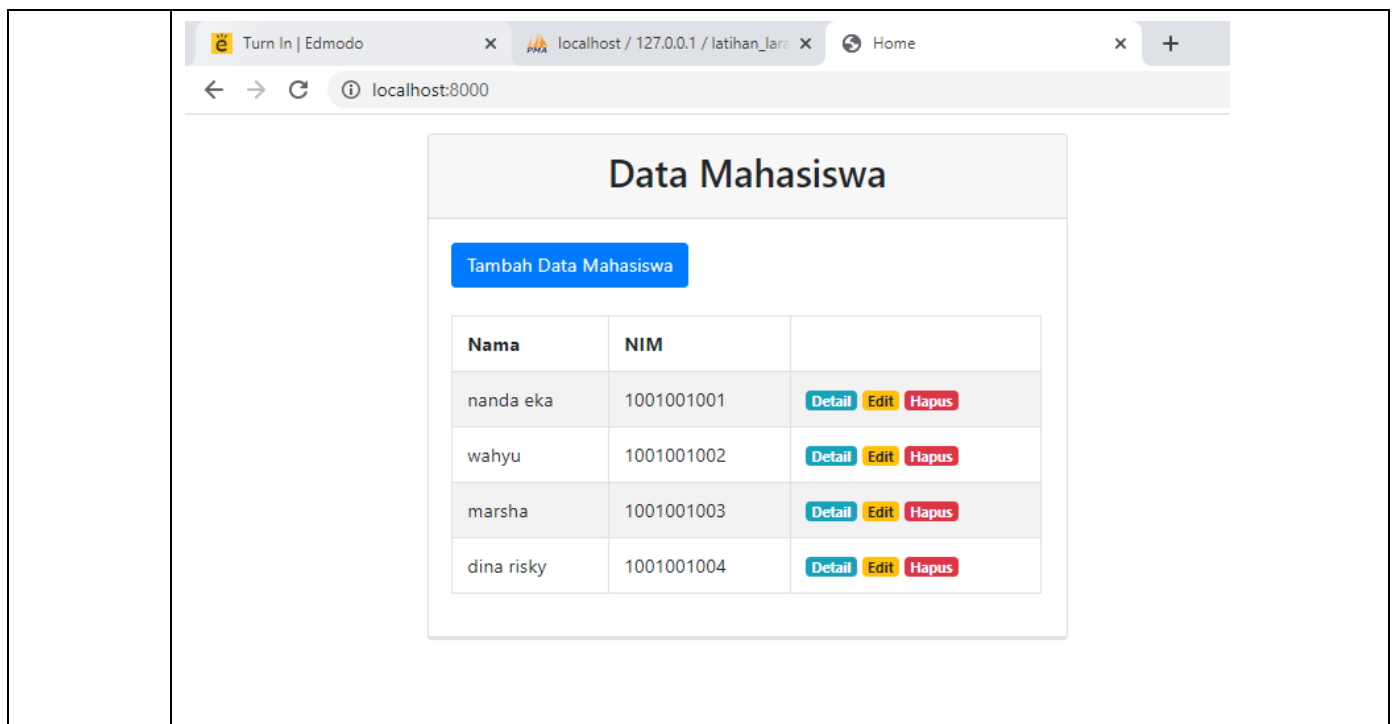 Turn In | Edmodo
localhost / 127.0.0.1 / latihan_lara
Home
localhost:8000
Data Mahasiswa
Tambah Data Mahasiswa
Nama NIM
nanda eka 1001001001 Detail Edit Hapus
wahyu 1001001002 Detail Edit Hapus
marsha 1001001003 Detail Edit Hapus
dina risky 1001001004 Detail Edit Hapus